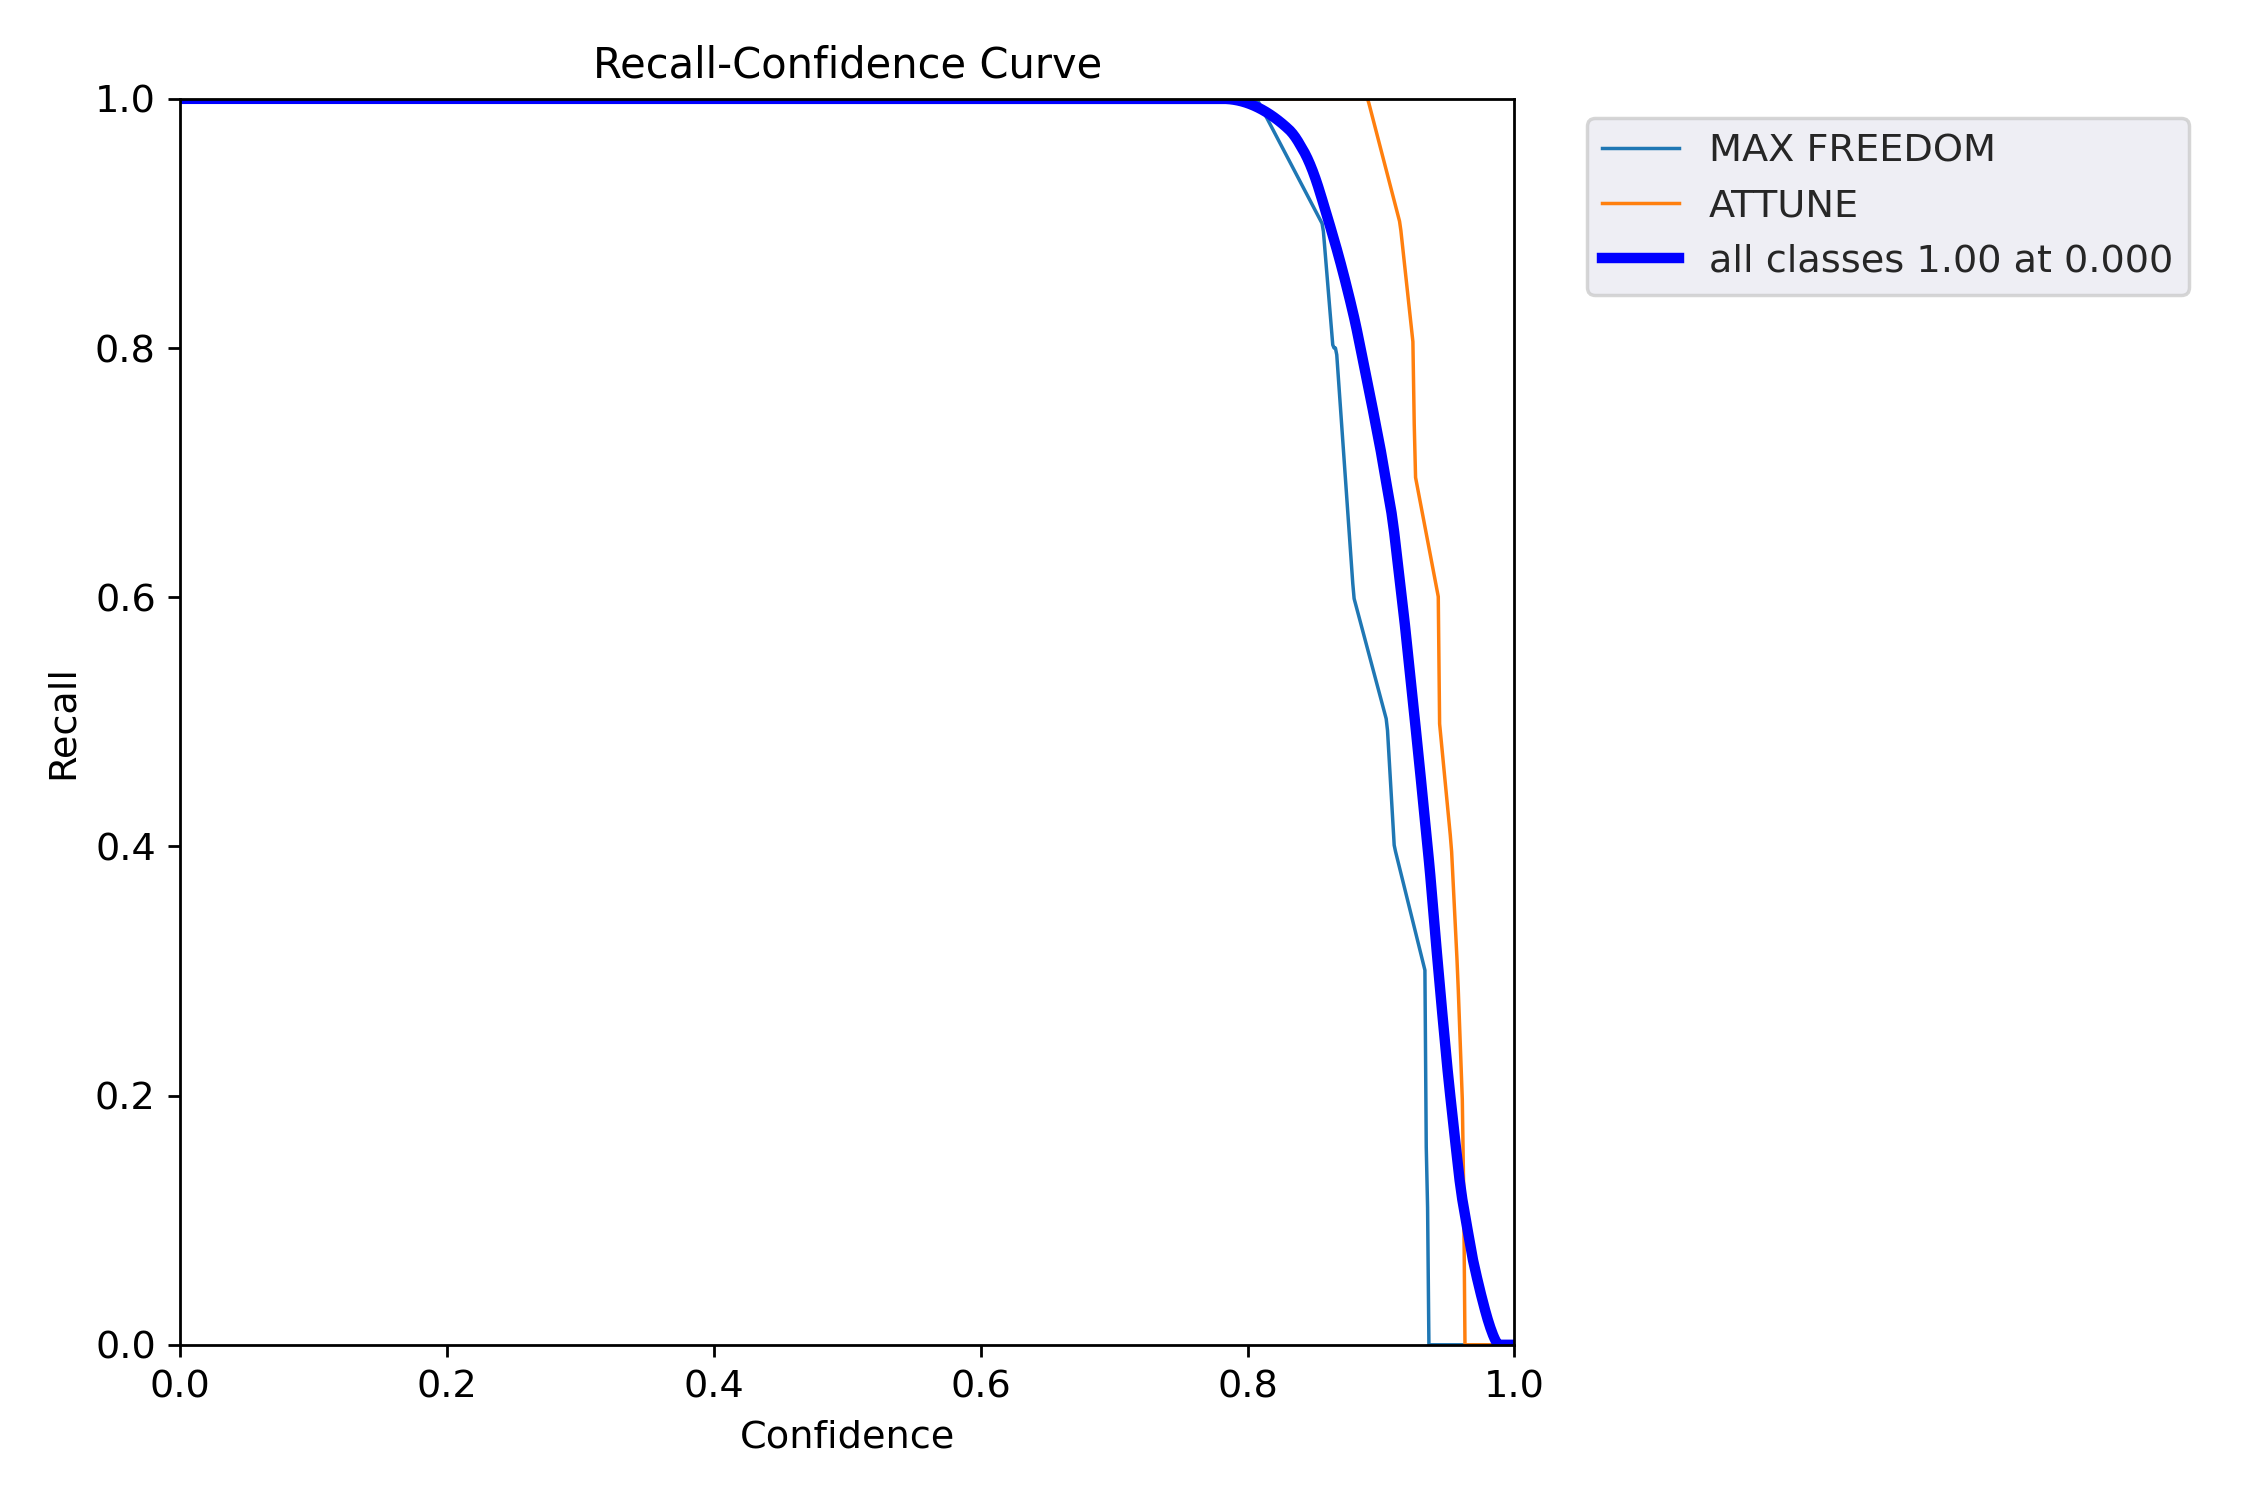 Recall-Confidence Curve
1.0
0.8
0.6
0.4
0.2
0.0
Recall
0.0 0.2 0.4 0.6 0.8 1.0
Confidence
MAX FREEDOM
ATTUNE
all classes 1.00 at 0.000